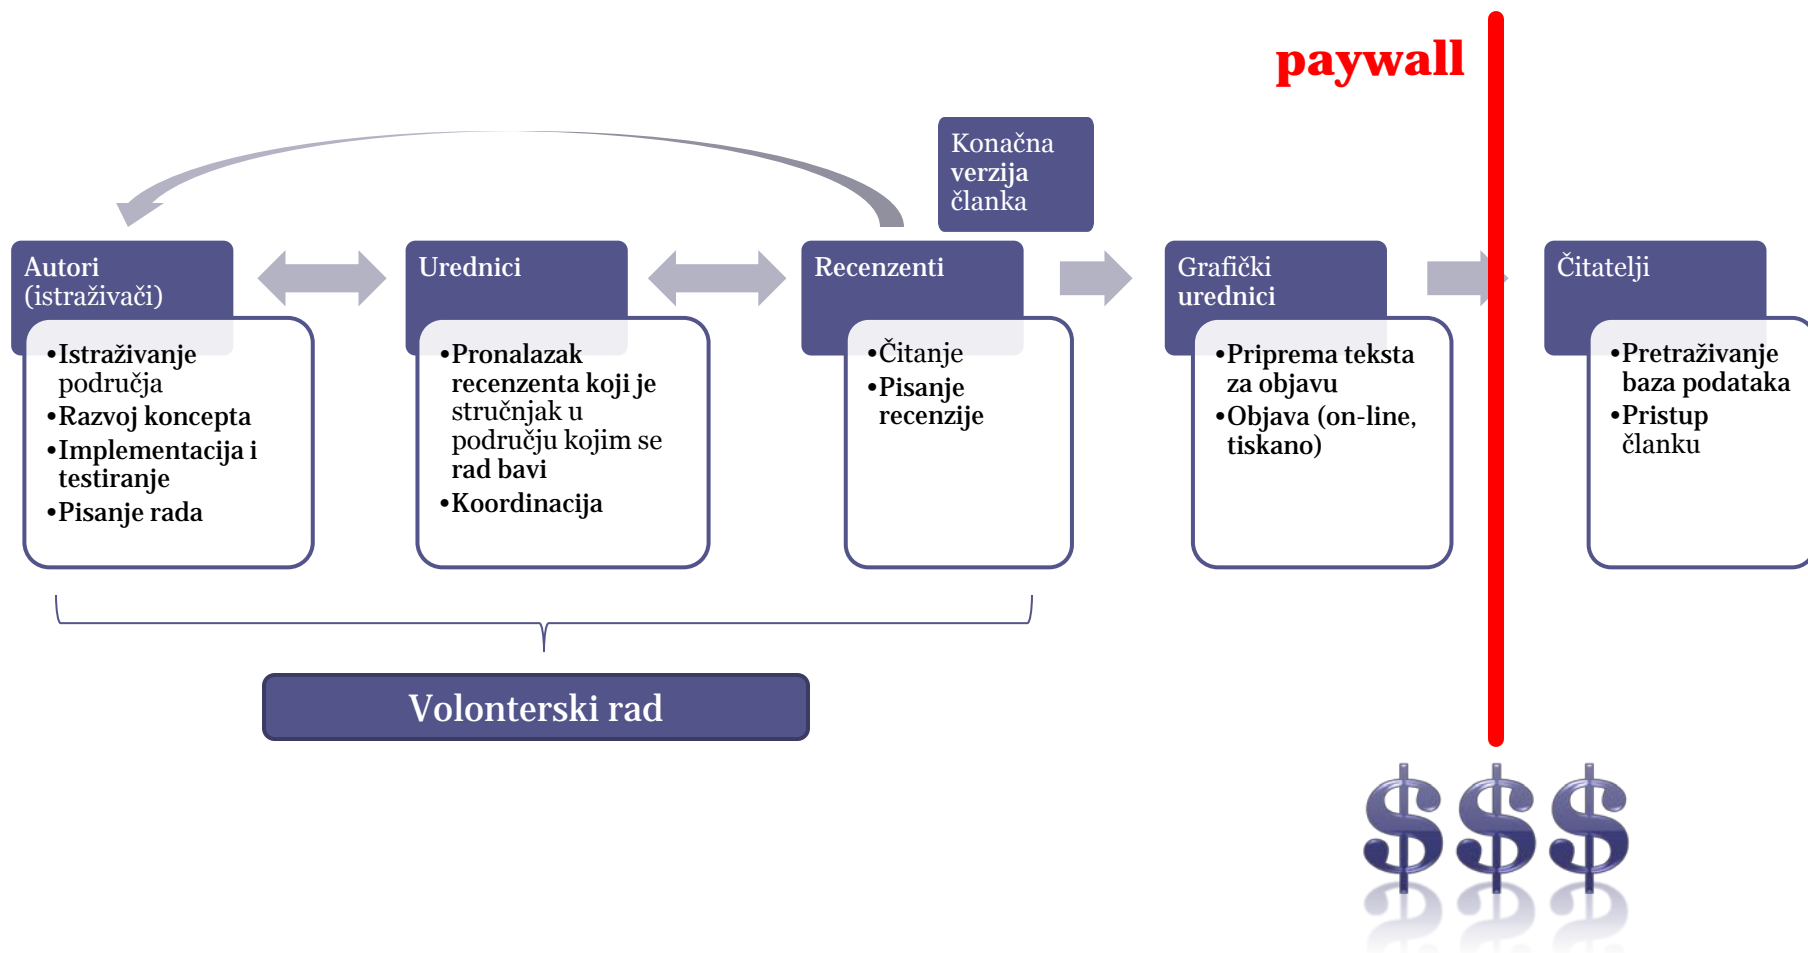 paywall
Konačna
verzija
članka
Autori
(istraživači)
•Istraživanje
područja
•Razvoj koncepta
•Implementacija i
testiranje
•Pisanje rada
Urednici
•Pronalazak
recenzenta koji je
stručnjak u
području kojim se
rad bavi
•Koordinacija
Recenzenti
•Čitanje
•Pisanje
recenzije
Grafički
urednici
•Priprema teksta
za objavu
•Objava (on-line,
tiskano)
Čitatelji
•Pretraživanje
baza podataka
•Pristup
članku
Volonterski rad
$$$